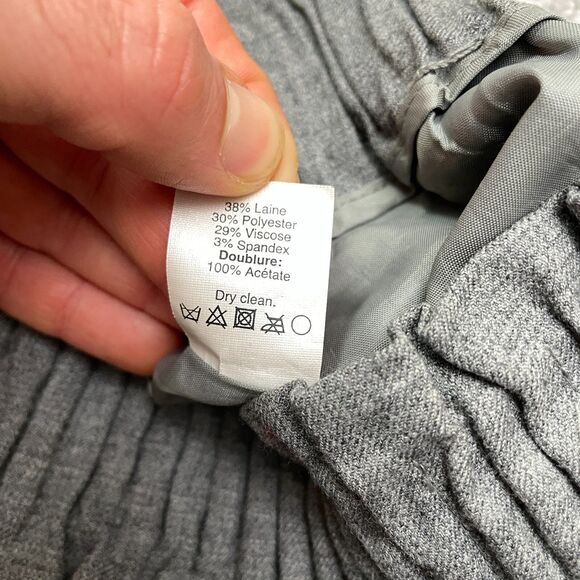 38% Laine
30% Polyester
29% Viscose
3% Spandex
Doublure:
100% Acétate
Dry clean.